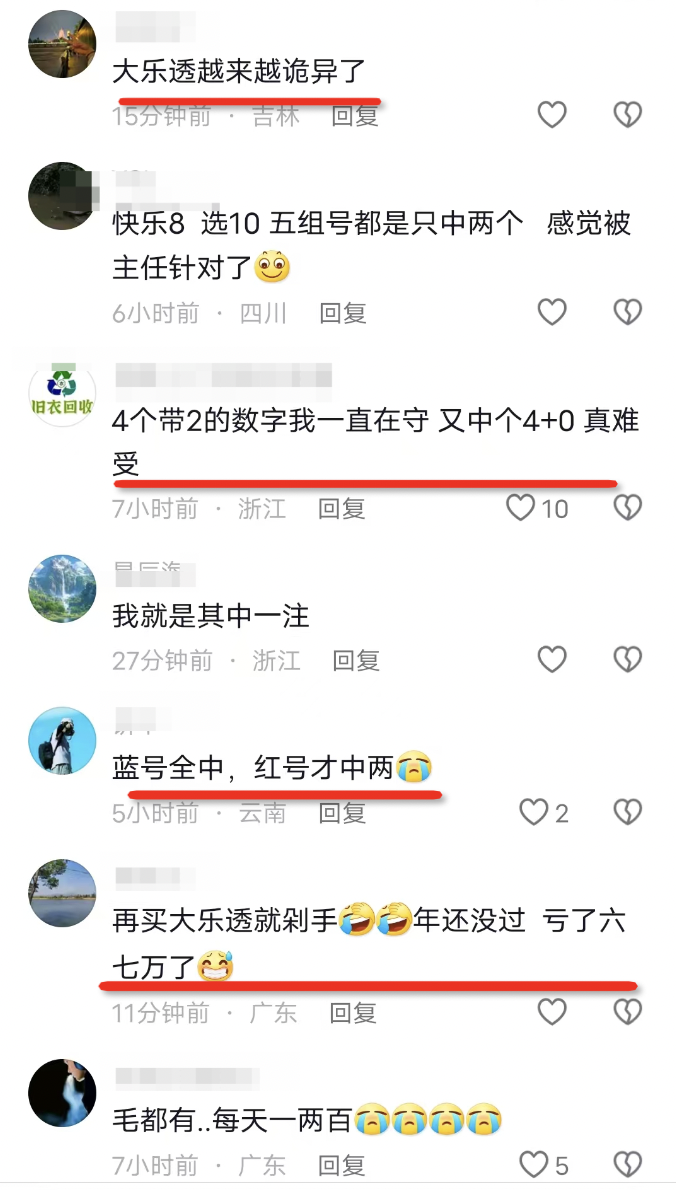 大乐透越来越诡异了
15分钟前 · 吉林 回复
快乐8 选10 五组号都是只中两个 感觉被
主任针对了
6小时前 · 四川 回复
旧衣回收
4个带2的数字我一直在守 又中个4+0 真难
受
7小时前 · 浙江 回复 10
我就是其中一注
27分钟前 · 浙江 回复
蓝号全中，红号才中两
5小时前 · 云南 回复 2
再买大乐透就剁手🤣🤣年还没过 亏了六
七万了
11分钟前 · 广东 回复
毛都有..每天一两百
7小时前 · 广东 回复 5